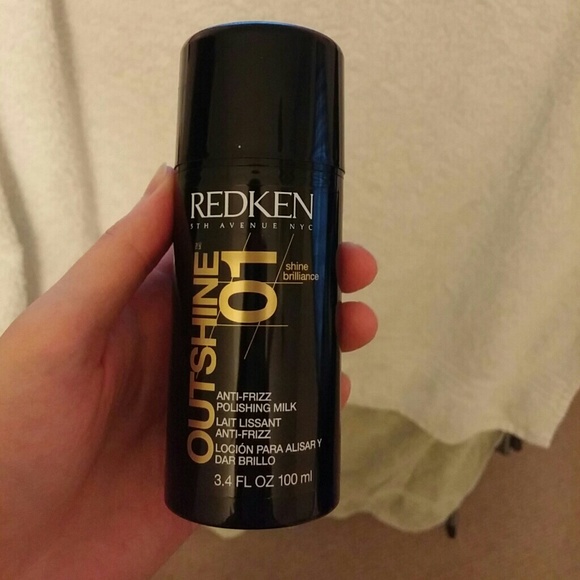 REDKEN
5TH AVENUE NYC
OUTSHINE
01
shine
brilliance
ANTI-FRIZZ
POLISHING MILK
LAIT LISSANT
ANTI-FRIZZ
LOCIÓN PARA ALISAR Y
DAR BRILLO
3.4 FL OZ 100 ml